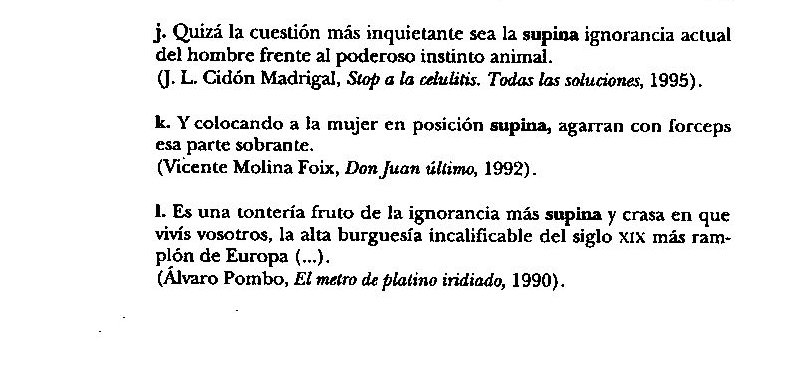 j. Quizá la cuestión más inquietante sea la supina ignorancia actual
del hombre frente al poderoso instinto animal.
(J. L. Cidón Madrigal, Stop a la celulitis. Todas las soluciones, 1995).
k. Y colocando a la mujer en posición supina, agarran con forceps
esa parte sobrante.
(Vicente Molina Foix, Don Juan último, 1992).
l. Es una tontería fruto de la ignorancia más supina y crasa en que
vivís vosotros, la alta burguesía incalificable del siglo XIX más ram-
plón de Europa (...).
(Álvaro Pombo, El metro de platino iridiado, 1990).